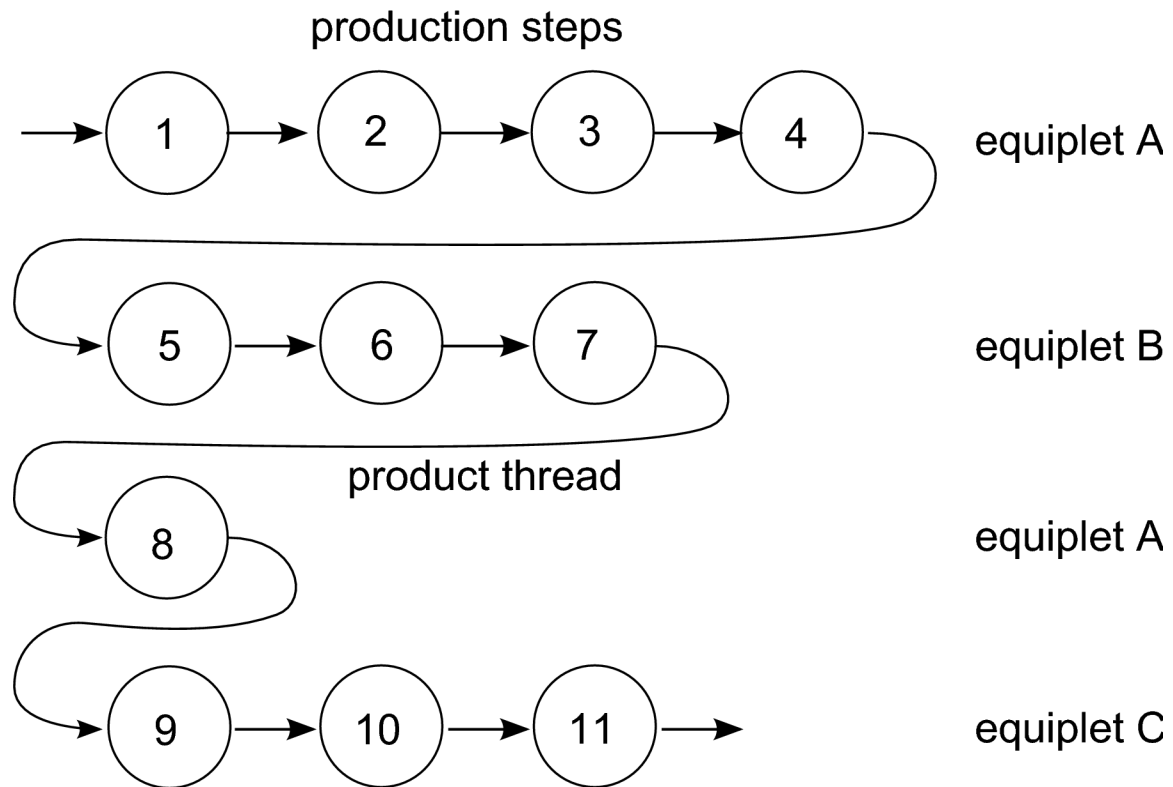 production steps
1 2 3 4 equiplet A
5 6 7 equiplet B
product thread
8 equiplet A
9 10 11 equiplet C